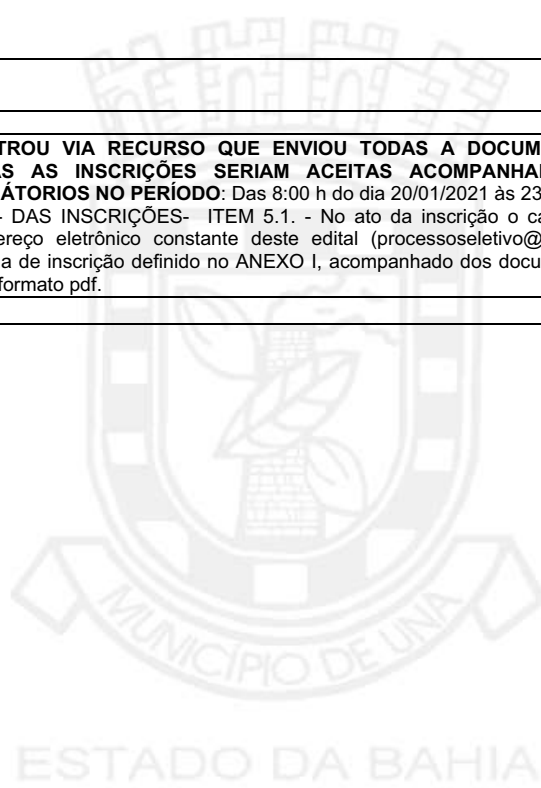 TROU VIA RECURSO QUE ENVIOU TODAS A DOCUM
AS AS INSCRIÇÕES SERIAM ACEITAS ACOMPANHA
ÁTORIOS NO PERÍODO: Das 8:00 h do dia 20/01/2021 às 23
- DAS INSCRIÇÕES- ITEM 5.1. - No ato da inscrição o ca
ereço eletrônico constante deste edital (processoseletivo@
a de inscrição definido no ANEXO I, acompanhado dos docu
formato pdf.
MUNICÍPIO DE UNA
ESTADO DA BAHIA